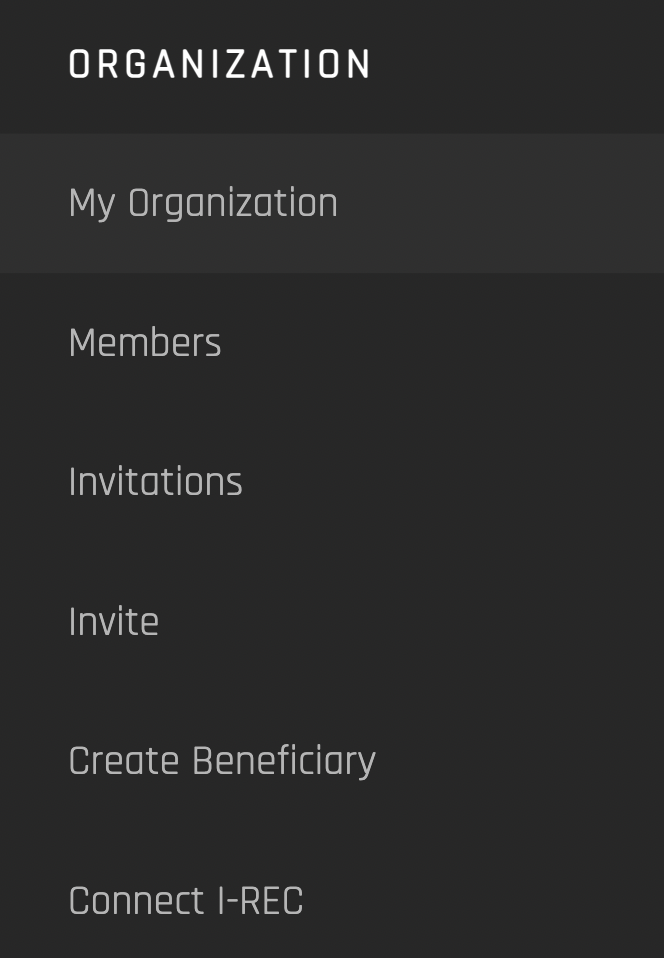 ORGANIZATION
My Organization
Members
Invitations
Invite
Create Beneficiary
Connect I-REC